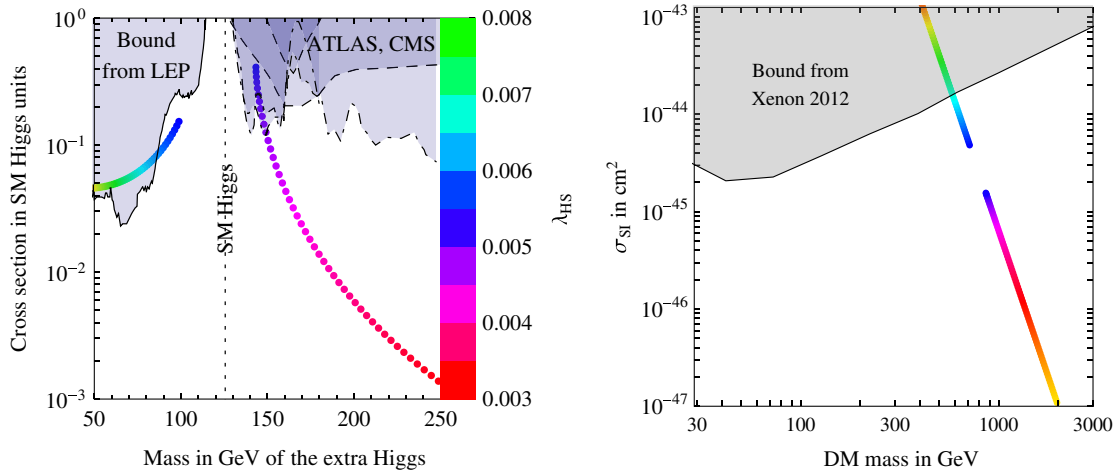 Cross section in SM Higgs units
10⁰
10⁻¹
10⁻²
10⁻³
Bound
from LEP
ATLAS, CMS
SM Higgs
50
100
150
200
250
Mass in GeV of the extra Higgs
0.008
0.007
0.006
0.005
0.004
0.003
λHS
σSI in cm²
10⁻⁴³
10⁻⁴⁴
10⁻⁴⁵
10⁻⁴⁶
10⁻⁴⁷
Bound from
Xenon 2012
30
100
300
1000
3000
DM mass in GeV